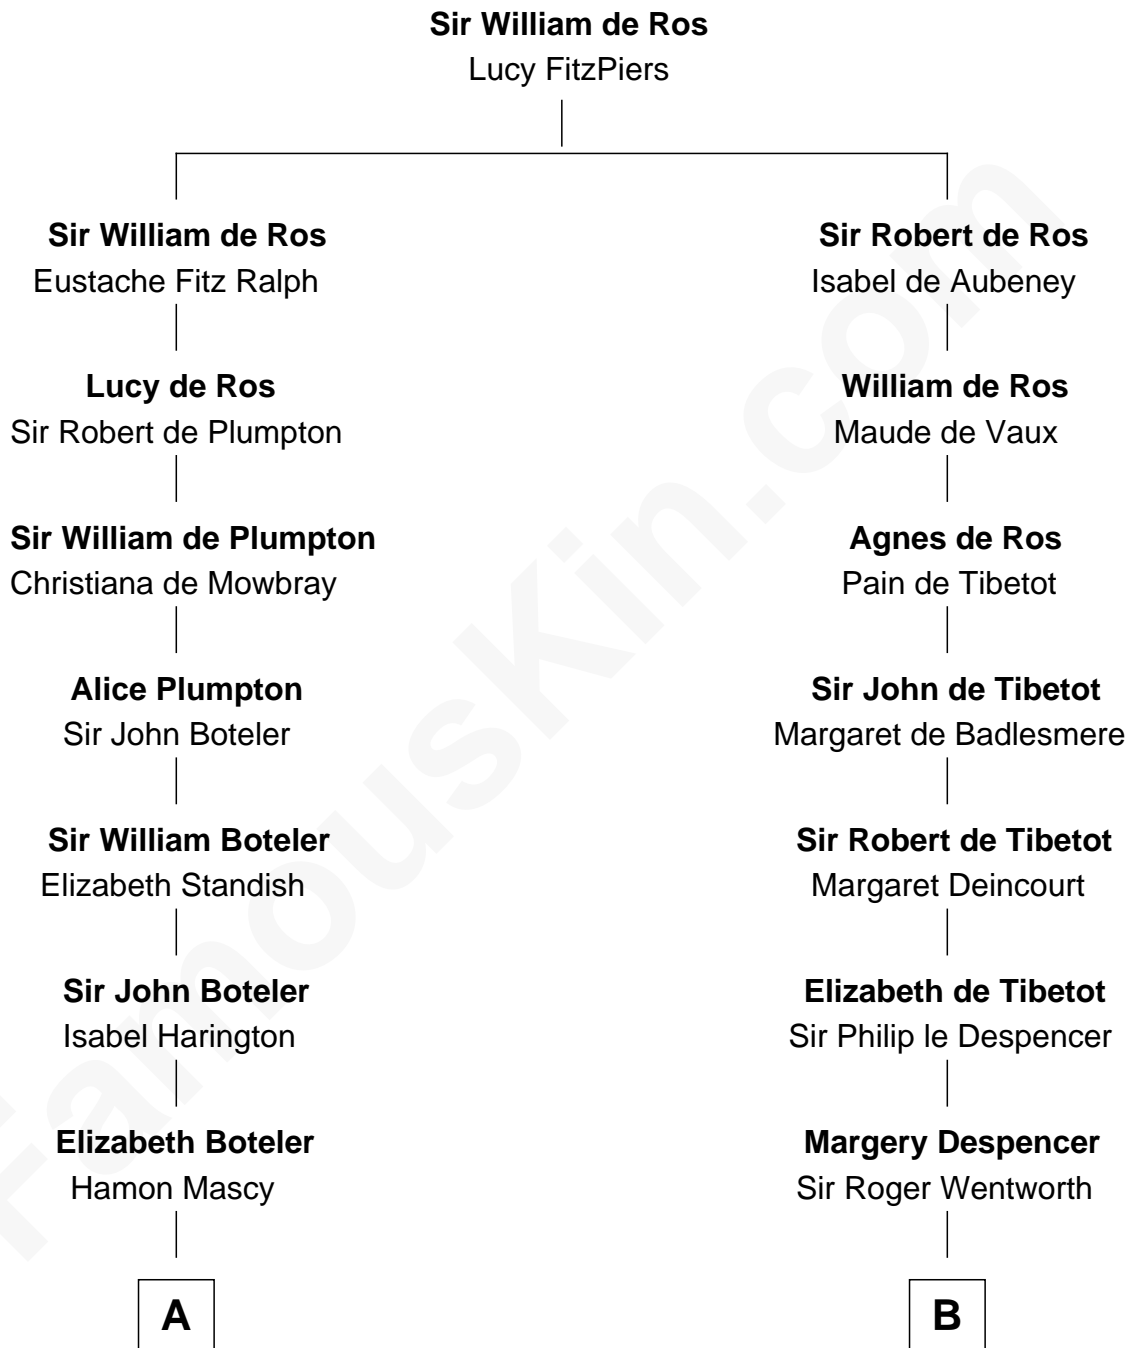 Sir William de Ros
Lucy FitzPiers
Sir William de Ros
Eustache Fitz Ralph
Lucy de Ros
Sir Robert de Plumpton
Sir William de Plumpton
Christiana de Mowbray
Alice Plumpton
Sir John Boteler
Sir William Boteler
Elizabeth Standish
Sir John Boteler
Isabel Harington
Elizabeth Boteler
Hamon Mascy
A
Sir Robert de Ros
Isabel de Aubeney
William de Ros
Maude de Vaux
Agnes de Ros
Pain de Tibetot
Sir John de Tibetot
Margaret de Badlesmere
Sir Robert de Tibetot
Margaret Deincourt
Elizabeth de Tibetot
Sir Philip le Despencer
Margery Despencer
Sir Roger Wentworth
B
FamousKin.com